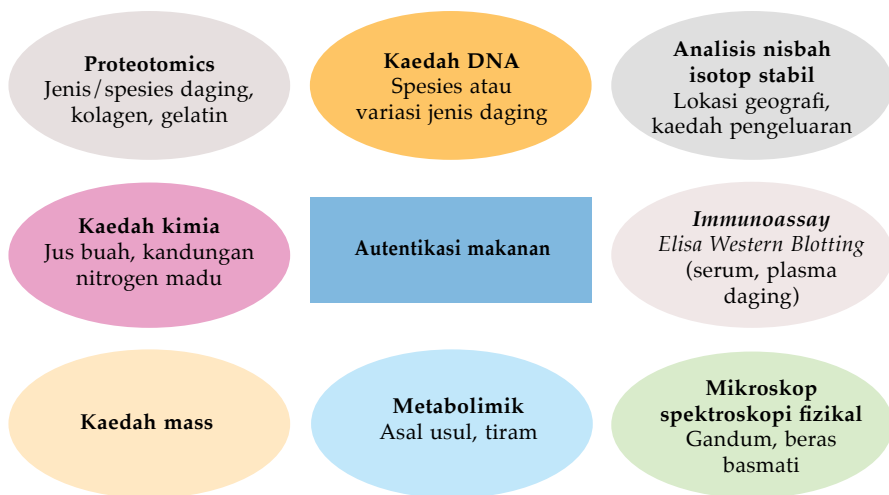 Proteotomics
Jenis/spesies daging,
kolagen, gelatin
Kaedah DNA
Spesies atau
variasi jenis daging
Analisis nisbah
isotop stabil
Lokasi geografi,
kaedah pengeluaran
Kaedah kimia
Jus buah, kandungan
nitrogen madu
Autentikasi makanan
Immunoassay
Elisa Western Blotting
(serum, plasma
daging)
Kaedah mass
Metabolimik
Asal usul, tiram
Mikroskop
spektroskopi fizikal
Gandum, beras
basmati